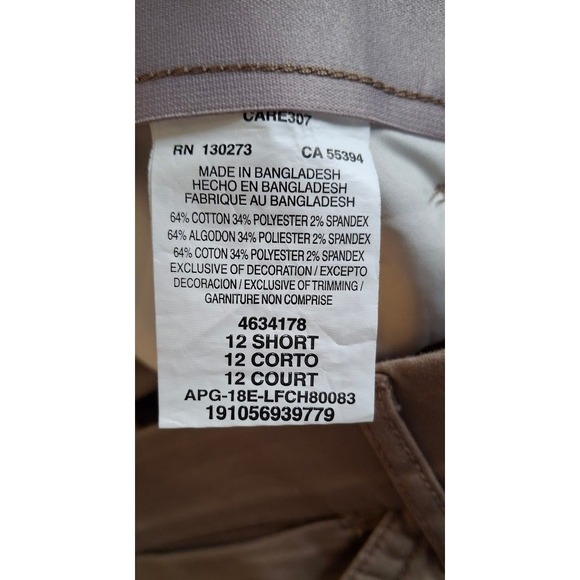 CARE307
RN 130273 CA 55394
MADE IN BANGLADESH
HECHO EN BANGLADESH
FABRIQUE AU BANGLADESH
64% COTTON 34% POLYESTER 2% SPANDEX
64% ALGODON 34% POLIESTER 2% SPANDEX
64% COTON 34% POLYESTER 2% SPANDEX
EXCLUSIVE OF DECORATION / EXCEPTO
DECORACION / EXCLUSIVE OF TRIMMING /
GARNITURE NON COMPRISE
4634178
12 SHORT
12 CORTO
12 COURT
APG-18E-LFCH80083
191056939779